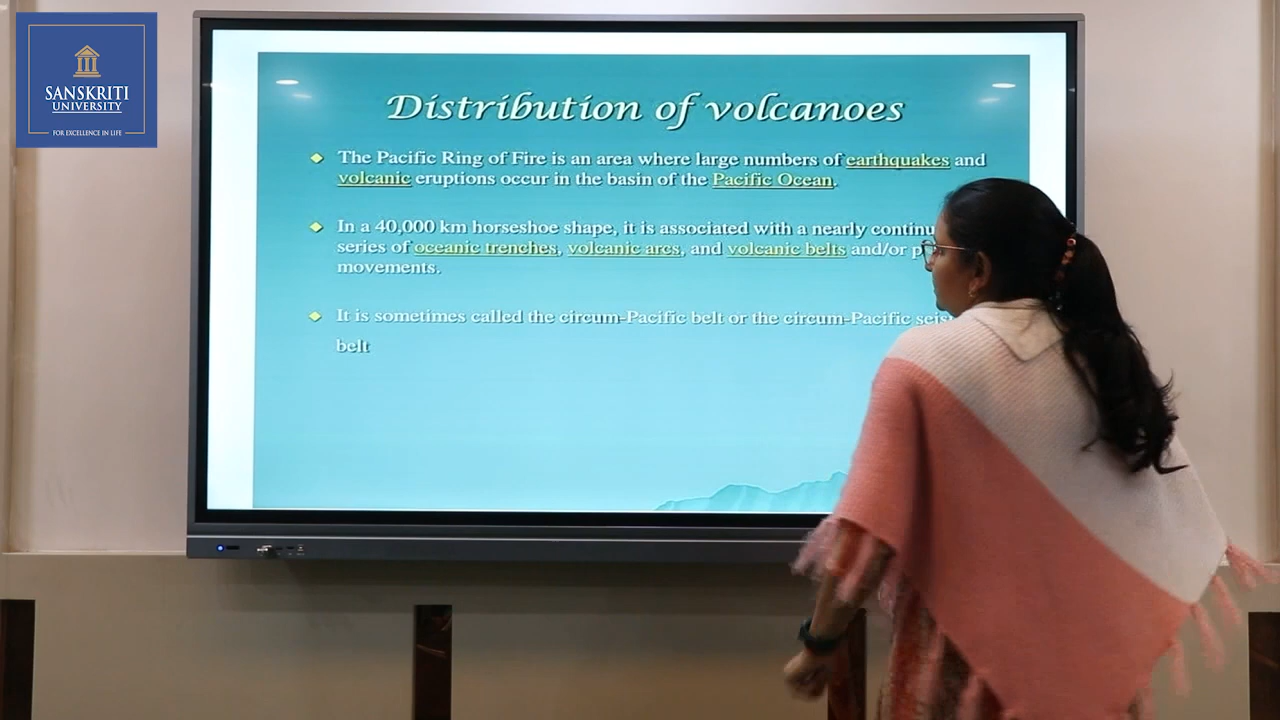 SANSKRITI
UNIVERSITY
FOR EXCELLENCE IN LIFE
Distribution of volcanoes
The Pacific Ring of Fire is an area where large numbers of earthquakes and
volcanic eruptions occur in the basin of the Pacific Ocean.
In a 40,000 km horseshoe shape, it is associated with a nearly
series of oceanic trenches, volcanic arcs, and volcanic belts and/or
movements.
It is sometimes called the circum-Pacific belt or the circum-Pacific
belt